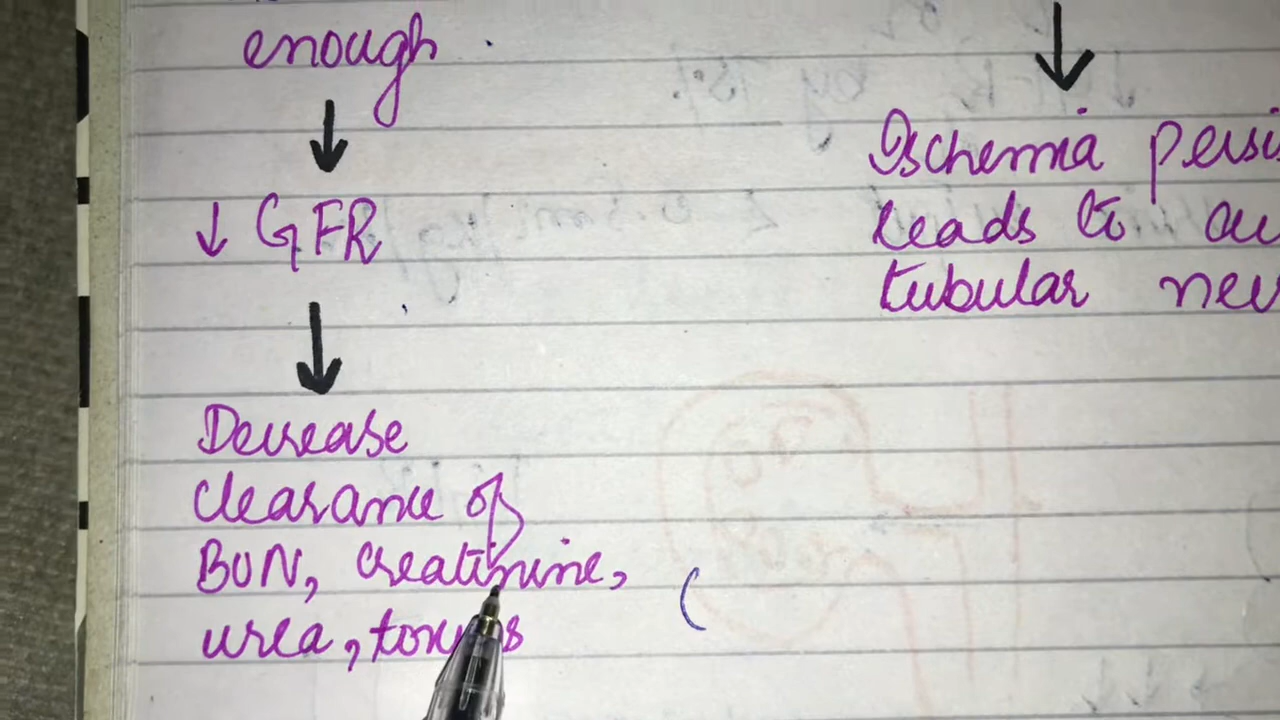 enough
↓
↓ GFR
↓
Decrease
clearance of
BUN, creatinine,
urea, toxins
(
↓
Ischemia persi
leads to
tubular